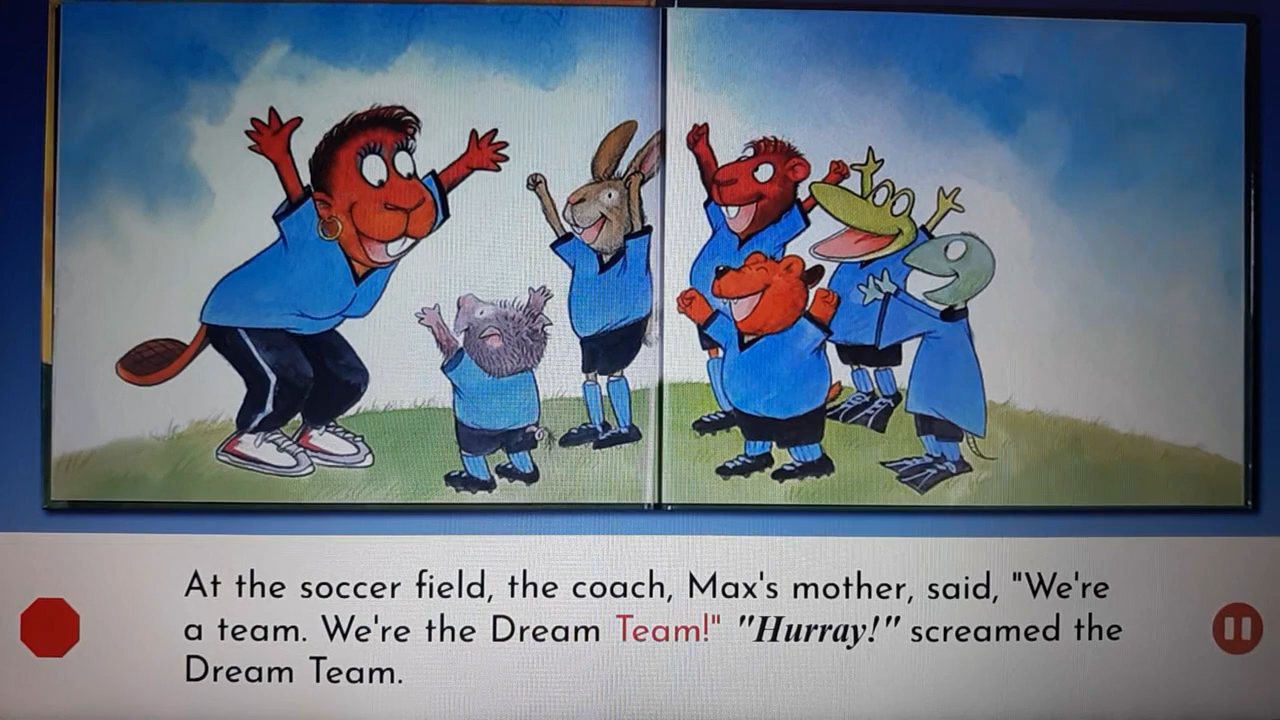 At the soccer field, the coach, Max's mother, said, "We're
a team. We're the Dream Team!" "Hurray!" screamed the
Dream Team.